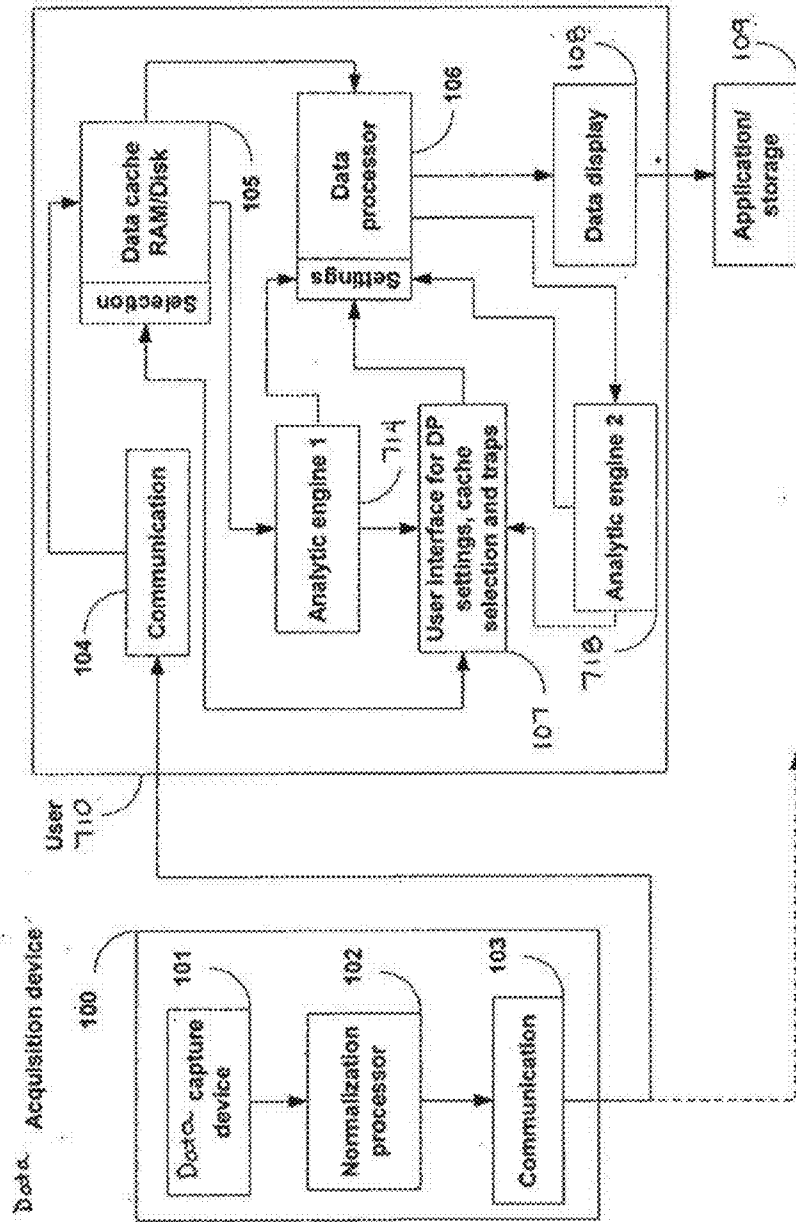 Data Acquisition device
100
Data capture
device
101
Normalization
processor
102
Communication
103
User
710
Communication
104
Selection
Data cache
RAM/Disk
105
Analytic engine 1
714
Settings
Data
processor
106
User interface for DP
settings, cache
selection and traps
107
Analytic engine 2
718
Data display
108
Application/
storage
109